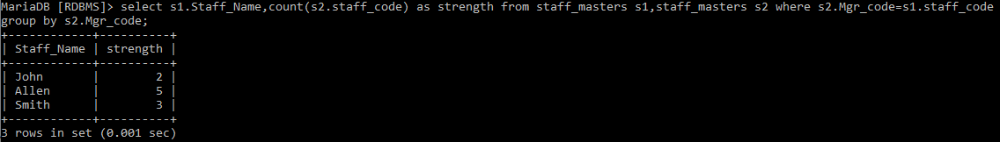 MariaDB [RDBMS]> select s1.Staff_Name,count(s2.staff_code) as strength from staff_masters s1,staff_masters s2 where s2.Mgr_code=s1.staff_code
group by s2.Mgr_code;
+------------+----------+
| Staff_Name | strength |
+------------+----------+
| John       |        2 |
| Allen      |        5 |
| Smith      |        3 |
+------------+----------+
3 rows in set (0.001 sec)